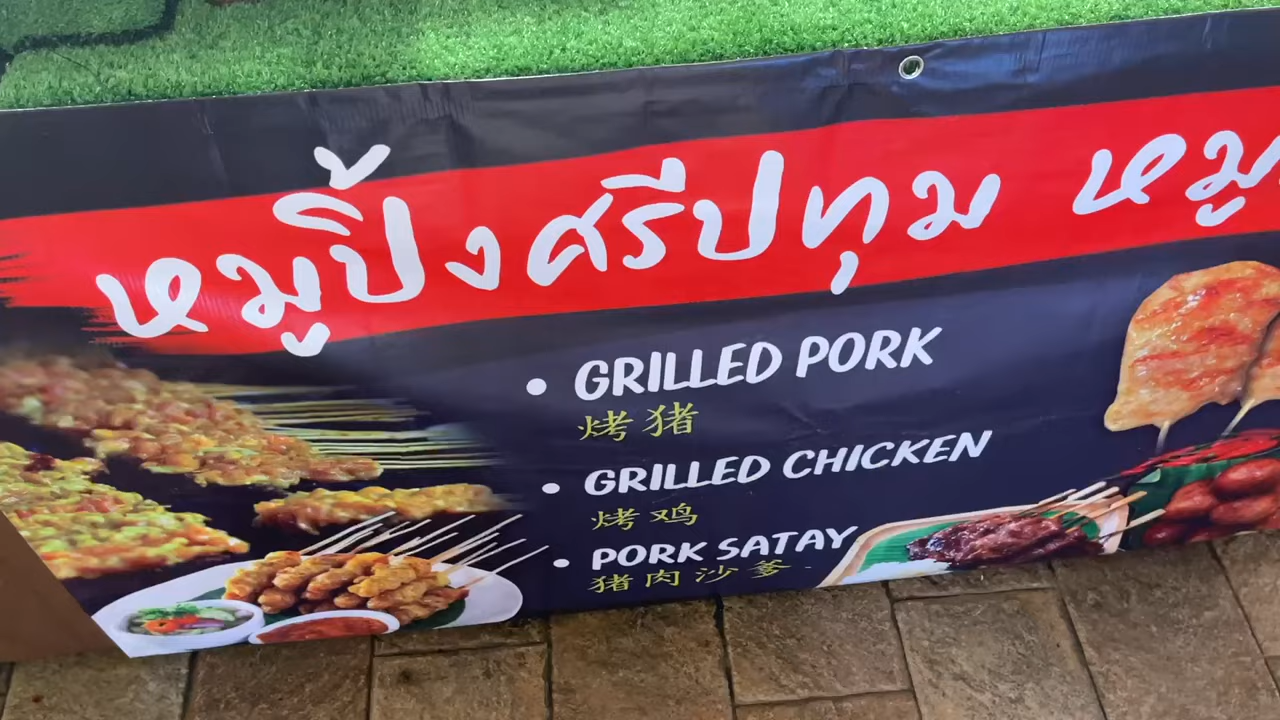 หมูปิ้งศรีปทุม หมู
• GRILLED PORK
烤猪
• GRILLED CHICKEN
烤鸡
• PORK SATAY
猪肉沙爹